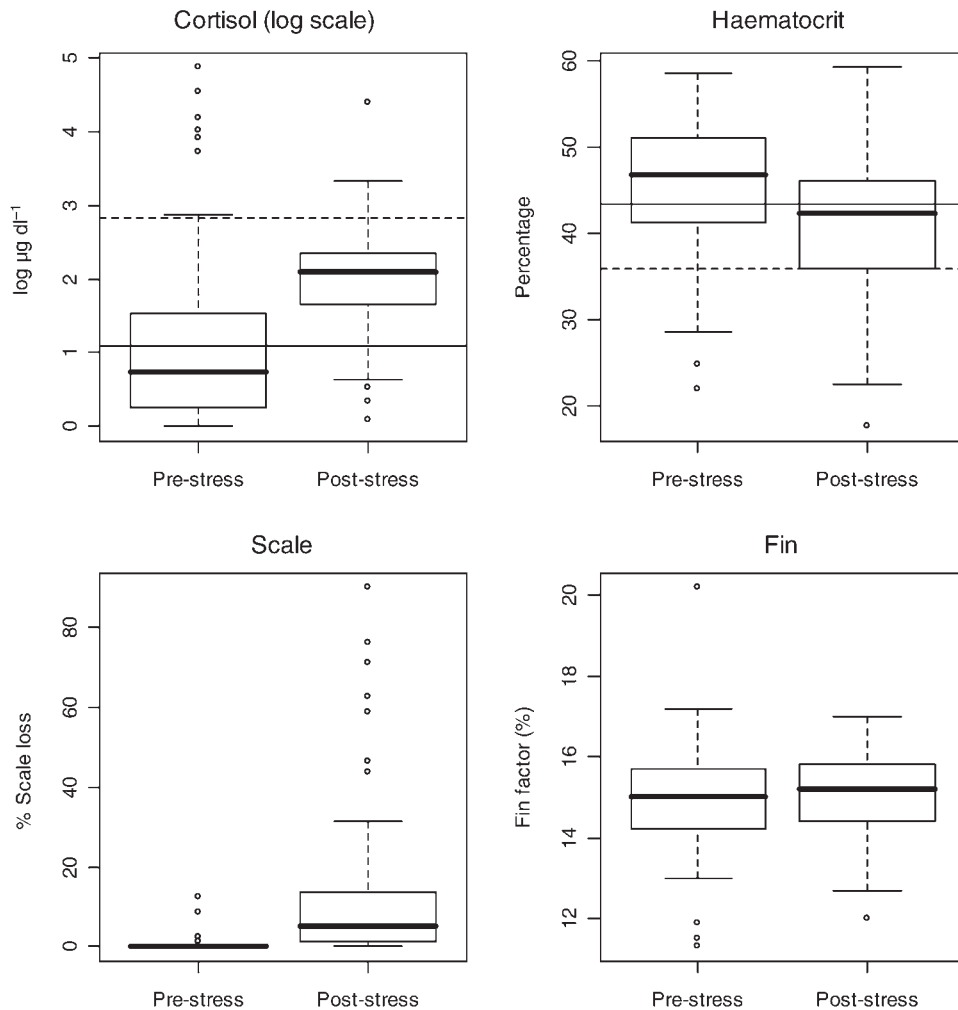 Cortisol (log scale)
5
4
3
2
1
0
log µg dl⁻¹
Pre-stress Post-stress
Haematocrit
60
50
40
30
20
Percentage
Pre-stress Post-stress
Scale
80
60
40
20
0
% Scale loss
Pre-stress Post-stress
Fin
20
18
16
14
12
Fin factor (%)
Pre-stress Post-stress